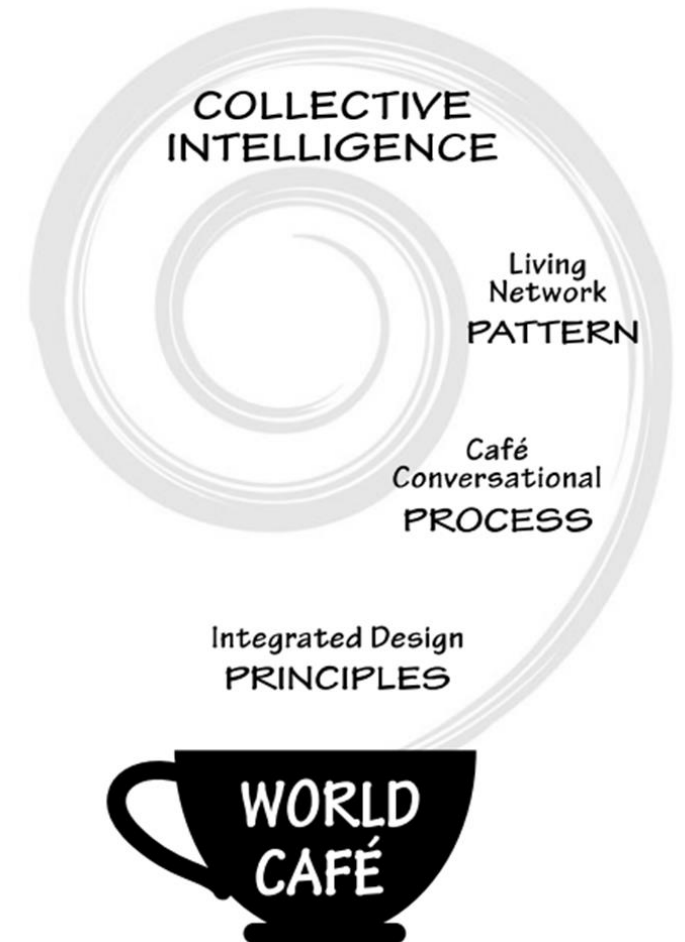 COLLECTIVE
INTELLIGENCE
Living
Network
PATTERN
Café
Conversational
PROCESS
Integrated Design
PRINCIPLES
WORLD
CAFÉ